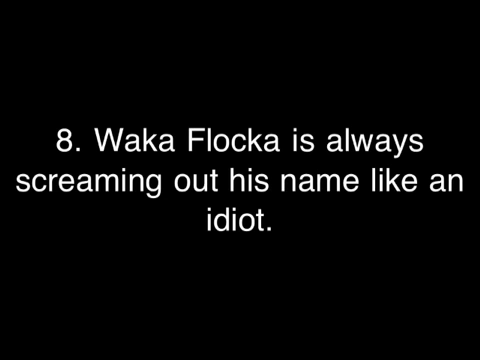 8. Waka Flocka is always
screaming out his name like an
idiot.